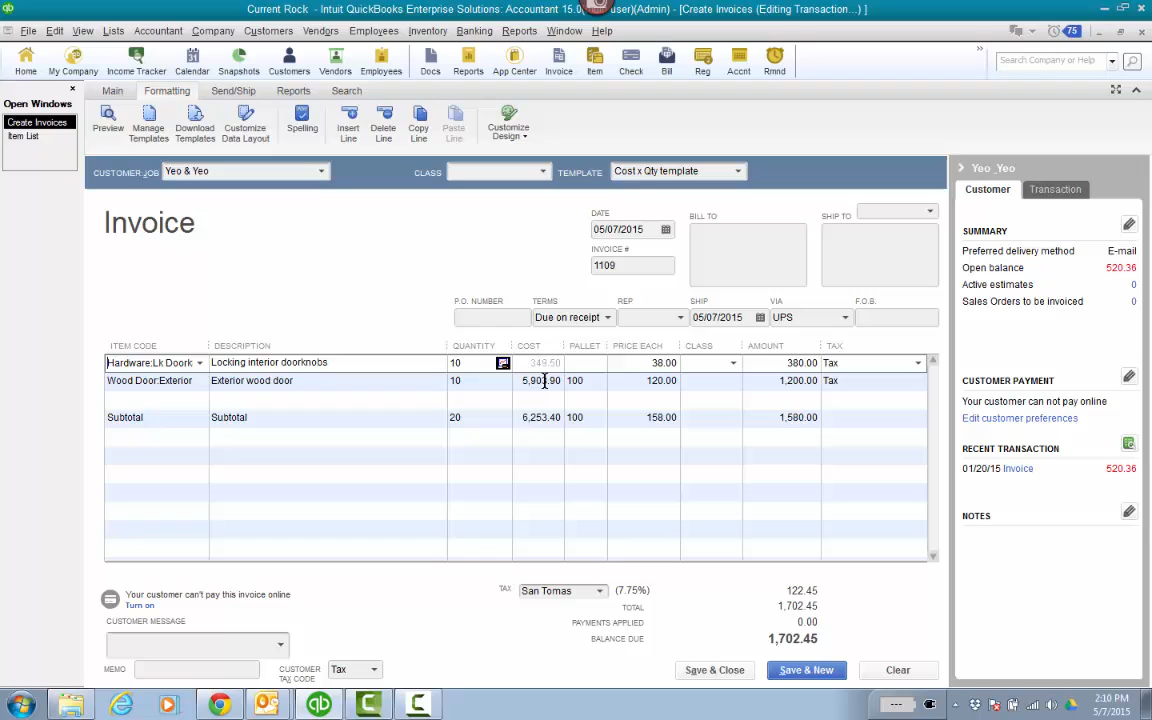 Current Rock - Intuit QuickBooks Enterprise Solutions: Accountant 15.0 user)(Admin) - [Create Invoices (Editing Transaction...) ]
File Edit View Lists Accountant Company Customers Vendors Employees Inventory Banking Reports Window Help 75
Home My Company Income Tracker Calendar Snapshots Customers Vendors Employees Docs Reports App Center Invoice Item Check Bill Reg Accnt Rmnd Search Company or Help
Open Windows
Create Invoices
Item List
Main Formatting Send/Ship Reports Search
Preview Manage Templates Download Templates Customize Data Layout Spelling Insert Line Delete Line Copy Line Paste Line Customize Design
CUSTOMER:JOB Yeo & Yeo CLASS TEMPLATE Cost x Qty template
Invoice
DATE
05/07/2015
INVOICE #
1109
BILL TO
SHIP TO
P.O. NUMBER TERMS REP SHIP VIA F.O.B.
Due on receipt 05/07/2015 UPS
ITEM CODE DESCRIPTION QUANTITY COST PALLET PRICE EACH CLASS AMOUNT TAX
Hardware:Lk Doork Locking interior doorknobs 10 349.50 38.00 380.00 Tax
Wood Door:Exterior Exterior wood door 10 5,903.90 100 120.00 1,200.00 Tax
Subtotal Subtotal 20 6,253.40 100 158.00 1,580.00
Your customer can't pay this invoice online
Turn on
CUSTOMER MESSAGE
MEMO CUSTOMER TAX CODE Tax
TAX San Tomas (7.75%) 122.45
TOTAL 1,702.45
PAYMENTS APPLIED 0.00
BALANCE DUE 1,702.45
Save & Close Save & New Clear
Yeo_Yeo
Customer Transaction
SUMMARY
Preferred delivery method E-mail
Open balance 520.36
Active estimates 0
Sales Orders to be invoiced 0
CUSTOMER PAYMENT
Your customer can not pay online
Edit customer preferences
RECENT TRANSACTION
01/20/15 Invoice 520.36
NOTES
2:10 PM
5/7/2015